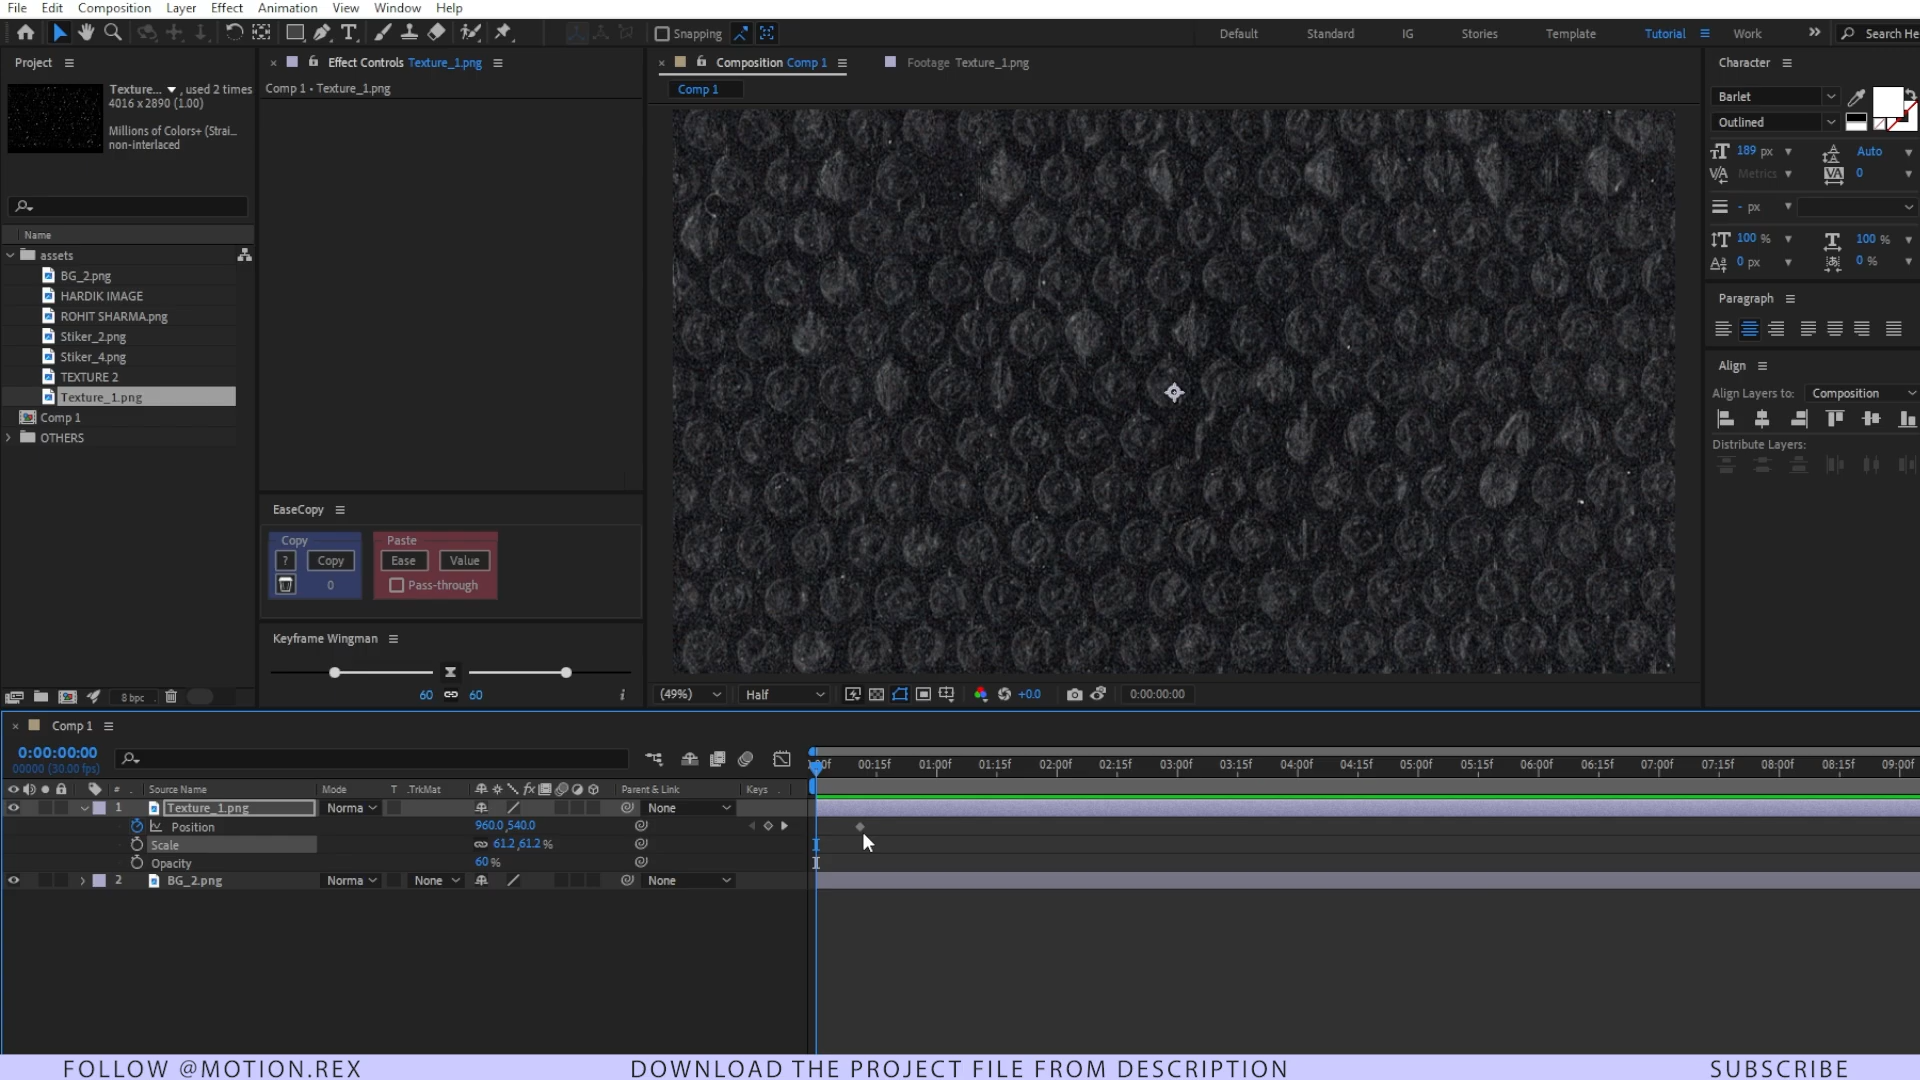 File Edit Composition Layer Effect Animation View Window Help
Snapping Default Standard IG Stories Template Tutorial Work Search He
Project
Texture... , used 2 times
4016 x 2890 (1.00)
Millions of Colors+ (Strai...
non-interlaced
Name
assets
BG_2.png
HARDIK IMAGE
ROHIT SHARMA.png
Stiker_2.png
Stiker_4.png
TEXTURE 2
Texture_1.png
Comp 1
OTHERS
8 bpc
Effect Controls Texture_1.png
Comp 1 • Texture_1.png
EaseCopy
Copy Paste
? Copy Ease Value
0 Pass-through
Keyframe Wingman
60 60
Composition Comp 1 Footage Texture_1.png
Comp 1
(49%) Half +0.0 0:00:00:00
Character
Barlet
Outlined
189 px Auto
Metrics 0
- px
100 % 100 %
0 px 0 %
Paragraph
Align
Align Layers to: Composition
Distribute Layers:
Comp 1
0:00:00:00
00000 (30.00 fps)
00:15f 01:00f 01:15f 02:00f 02:15f 03:00f 03:15f 04:00f 04:15f 05:00f 05:15f 06:00f 06:15f 07:00f 07:15f 08:00f 08:15f 09:00f
# Source Name Mode T .TrkMat Parent & Link Keys
1 Texture_1.png Norma None
Position 960.0,540.0
Scale 61.2,61.2 %
Opacity 60 %
2 BG_2.png Norma None None
FOLLOW @MOTION.REX DOWNLOAD THE PROJECT FILE FROM DESCRIPTION SUBSCRIBE